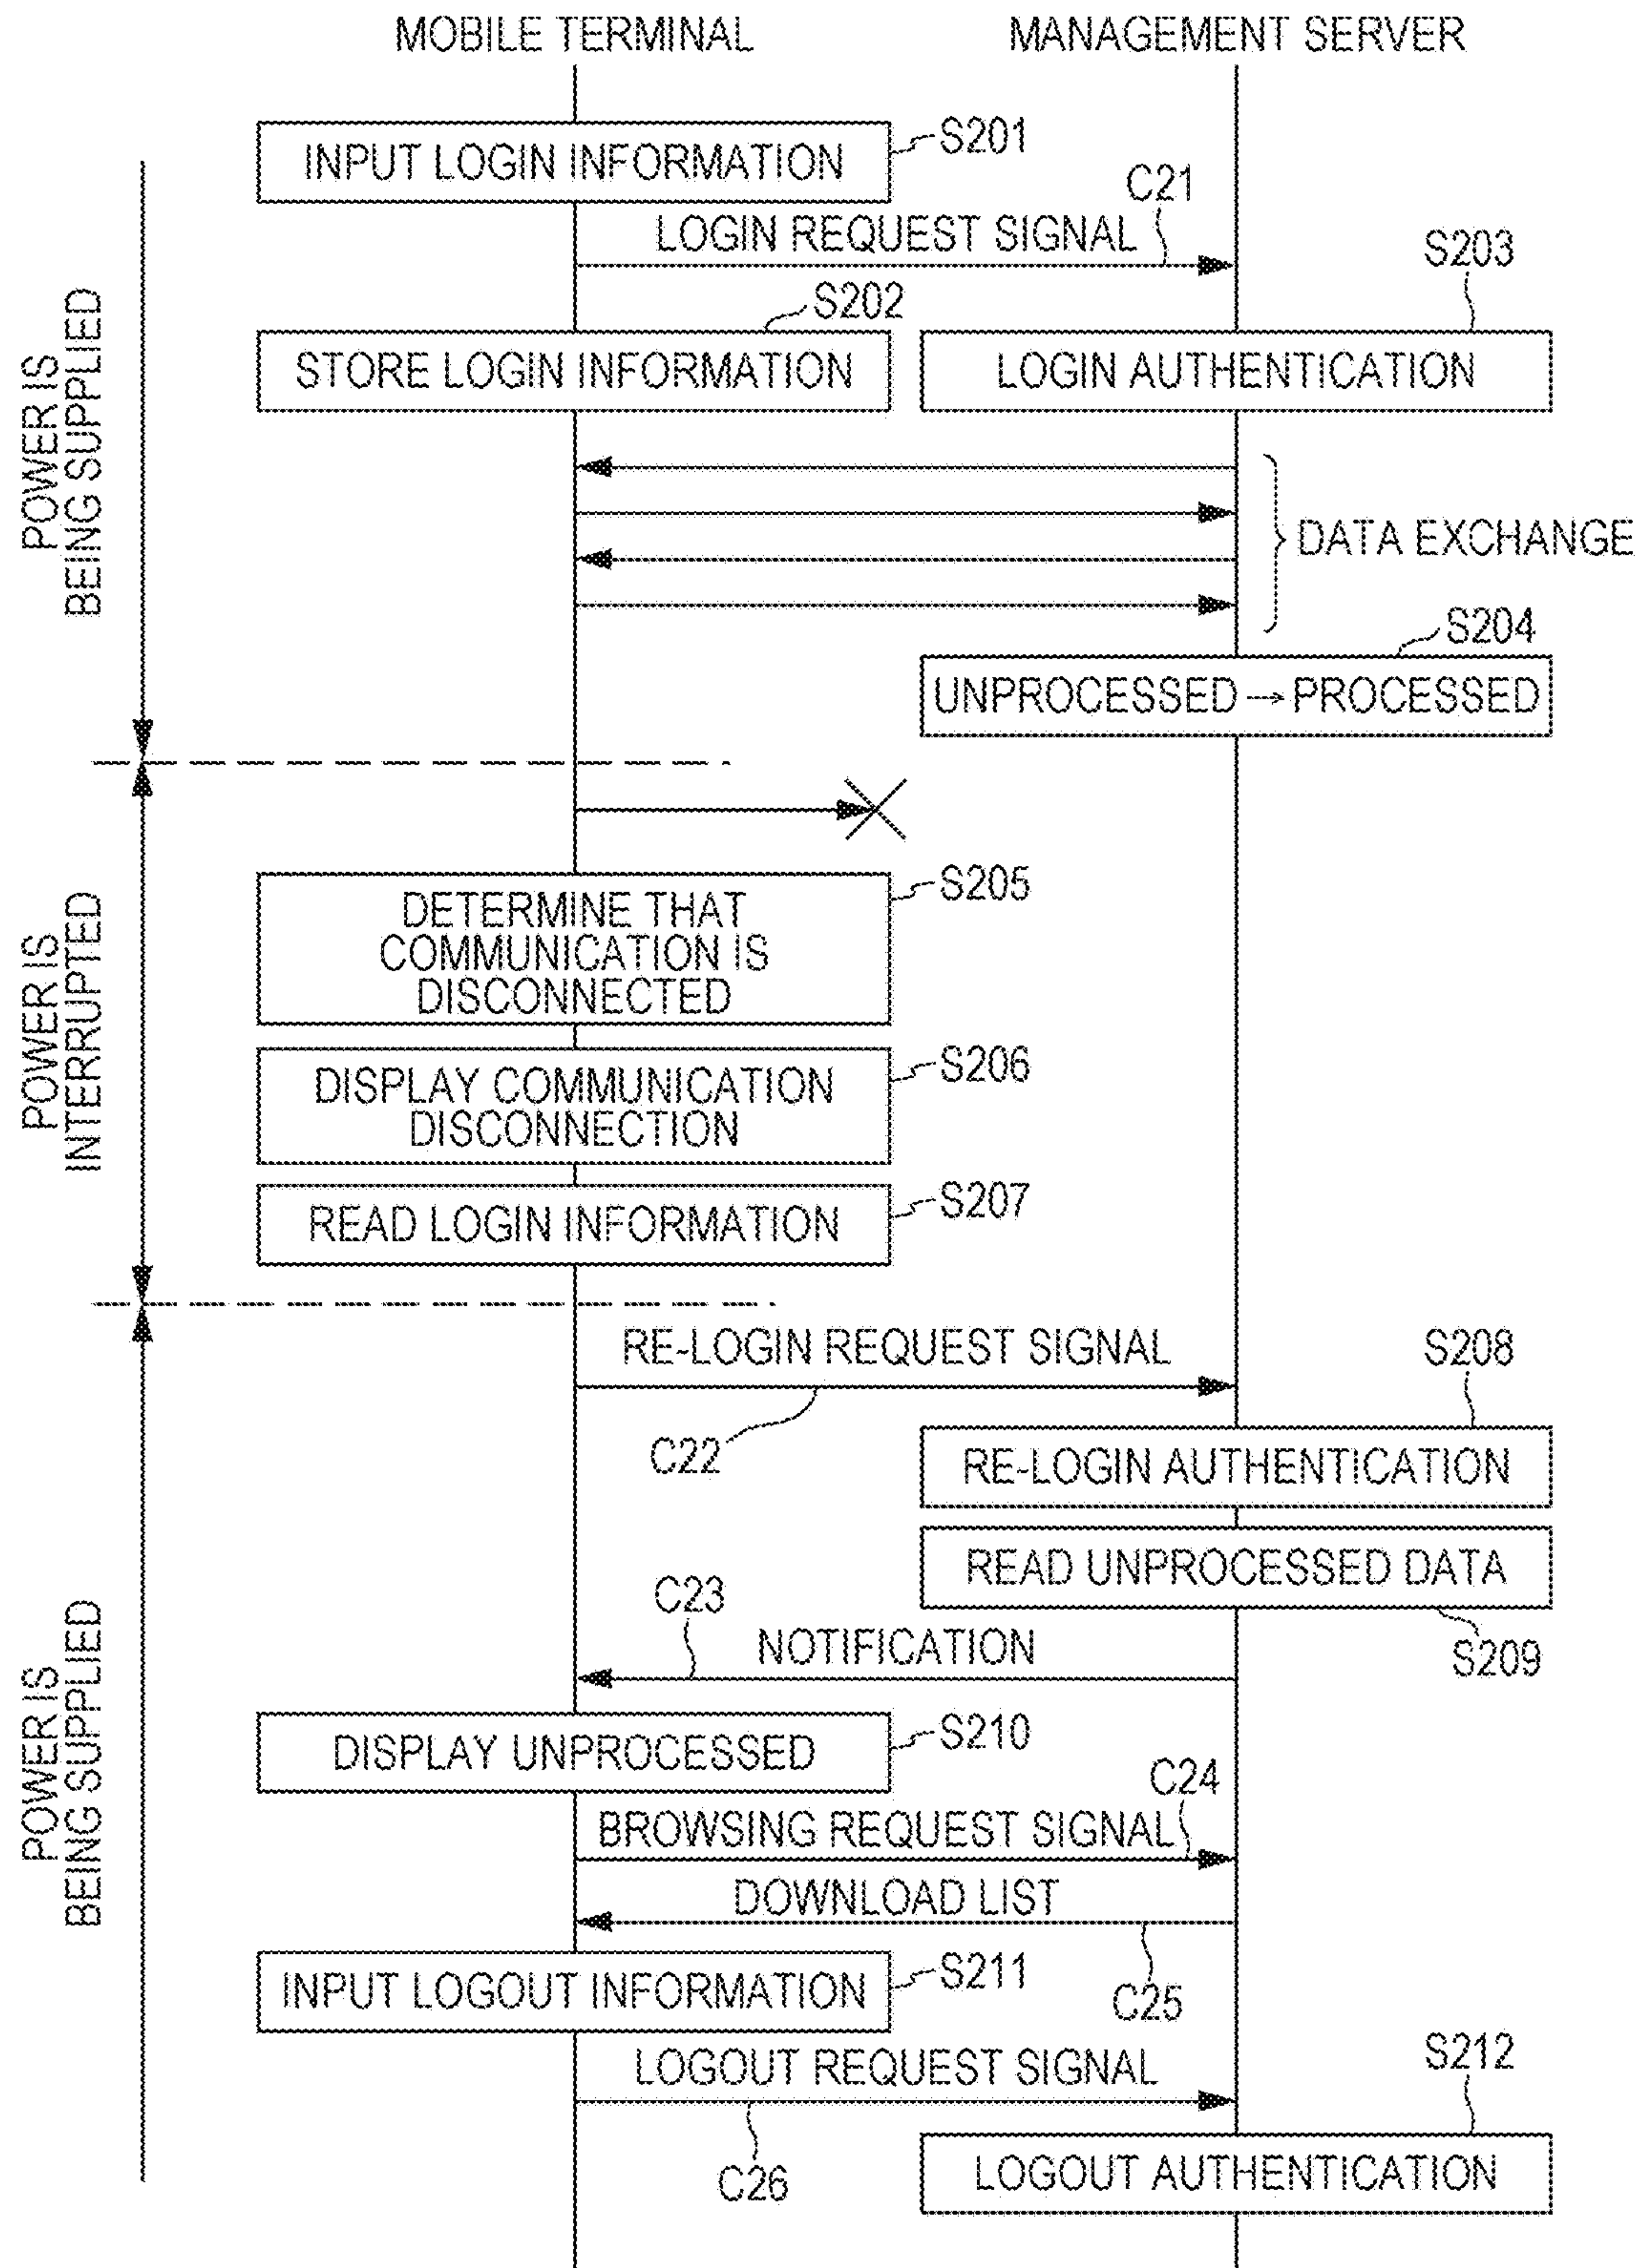 MOBILE TERMINAL
MANAGEMENT SERVER
INPUT LOGIN INFORMATION
S201
C21
LOGIN REQUEST SIGNAL
S203
S202
STORE LOGIN INFORMATION
LOGIN AUTHENTICATION
POWER IS
BEING SUPPLIED
DATA EXCHANGE
S204
UNPROCESSED → PROCESSED
POWER IS
INTERRUPTED
S205
DETERMINE THAT
COMMUNICATION IS
DISCONNECTED
S206
DISPLAY COMMUNICATION
DISCONNECTION
S207
READ LOGIN INFORMATION
RE-LOGIN REQUEST SIGNAL
S208
C22
RE-LOGIN AUTHENTICATION
READ UNPROCESSED DATA
C23
NOTIFICATION
S209
POWER IS
BEING SUPPLIED
S210
DISPLAY UNPROCESSED
C24
BROWSING REQUEST SIGNAL
DOWNLOAD LIST
S211
INPUT LOGOUT INFORMATION
C25
LOGOUT REQUEST SIGNAL
S212
C26
LOGOUT AUTHENTICATION